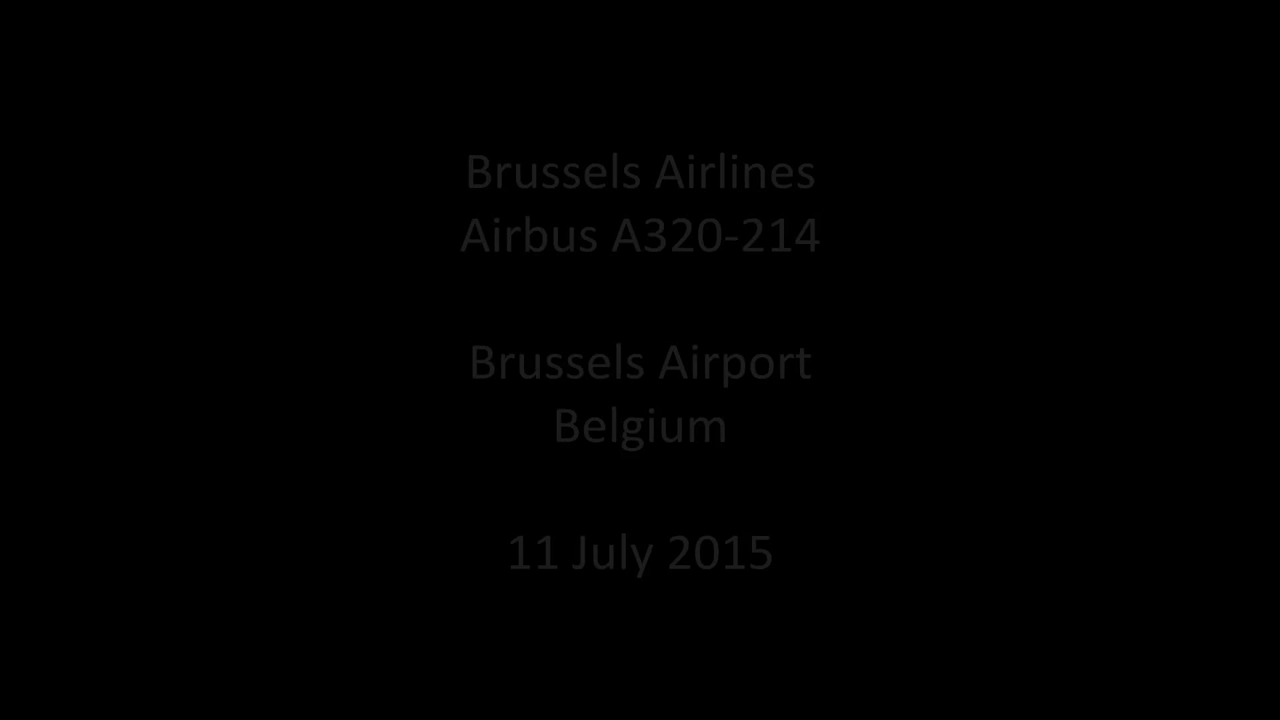 Brussels Airlines
Airbus A320-214
Brussels Airport
Belgium
11 July 2015